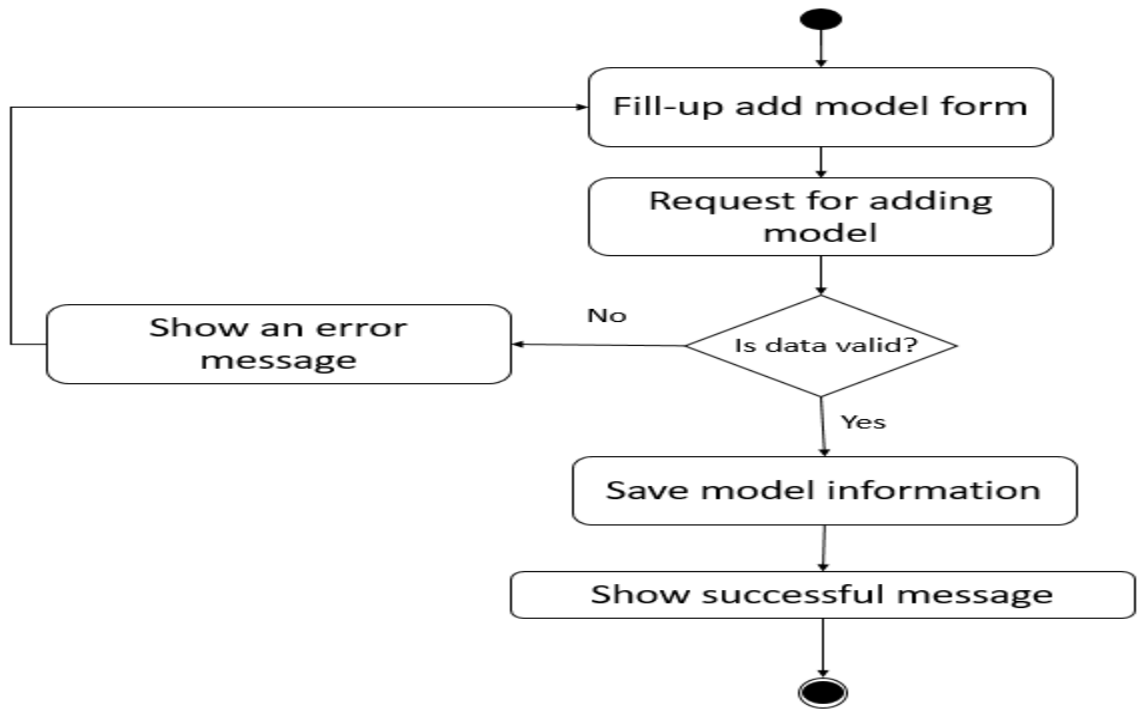 Fill-up add model form
Request for adding
model
Is data valid?
No
Show an error
message
Yes
Save model information
Show successful message